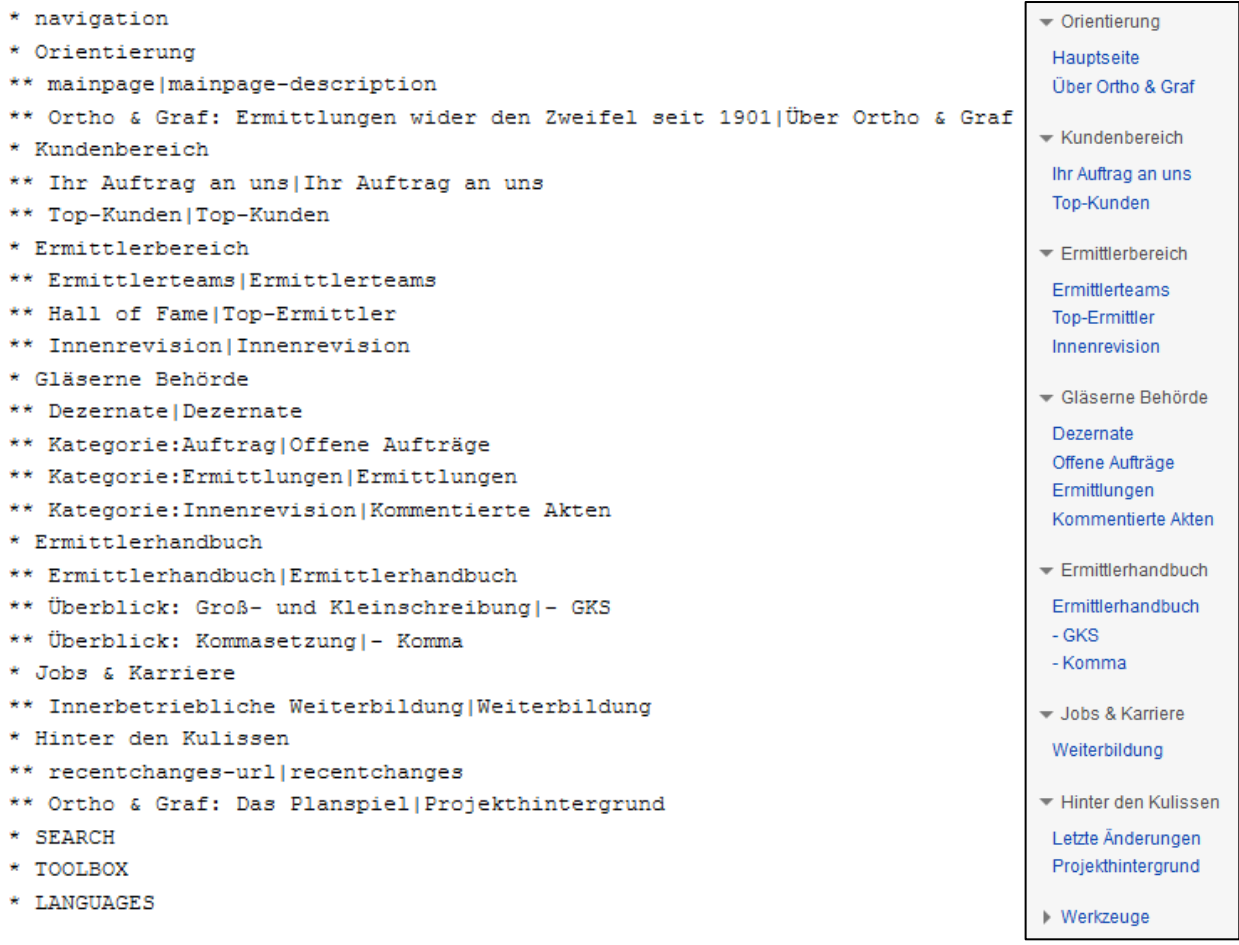 * navigation
* Orientierung
** mainpage|mainpage-description
** Ortho & Graf: Ermittlungen wider den Zweifel seit 1901|Über Ortho & Graf
* Kundenbereich
** Ihr Auftrag an uns|Ihr Auftrag an uns
** Top-Kunden|Top-Kunden
* Ermittlerbereich
** Ermittlerteams|Ermittlerteams
** Hall of Fame|Top-Ermittler
** Innenrevision|Innenrevision
* Gläserne Behörde
** Dezernate|Dezernate
** Kategorie:Auftrag|Offene Aufträge
** Kategorie:Ermittlungen|Ermittlungen
** Kategorie:Innenrevision|Kommentierte Akten
* Ermittlerhandbuch
** Ermittlerhandbuch|Ermittlerhandbuch
** Überblick: Groß- und Kleinschreibung|- GKS
** Überblick: Kommasetzung|- Komma
* Jobs & Karriere
** Innerbetriebliche Weiterbildung|Weiterbildung
* Hinter den Kulissen
** recentchanges-url|recentchanges
** Ortho & Graf: Das Planspiel|Projekthintergrund
* SEARCH
* TOOLBOX
* LANGUAGES
Orientierung
Hauptseite
Über Ortho & Graf
Kundenbereich
Ihr Auftrag an uns
Top-Kunden
Ermittlerbereich
Ermittlerteams
Top-Ermittler
Innenrevision
Gläserne Behörde
Dezernate
Offene Aufträge
Ermittlungen
Kommentierte Akten
Ermittlerhandbuch
Ermittlerhandbuch
- GKS
- Komma
Jobs & Karriere
Weiterbildung
Hinter den Kulissen
Letzte Änderungen
Projekthintergrund
Werkzeuge